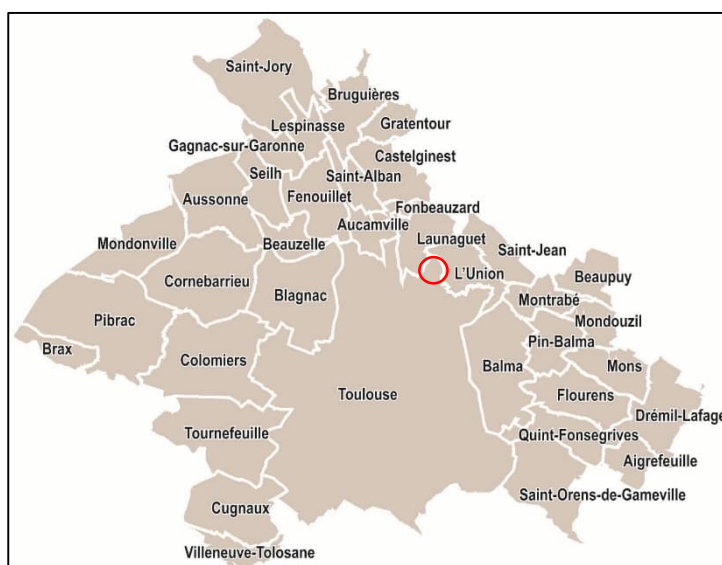 Saint-Jory
Bruguières
Lespinasse
Gratentour
Gagnac-sur-Garonne
Castelginest
Seilh
Saint-Alban
Aussonne
Fenouillet
Fonbeauzard
Aucamville
Mondonville
Beauzelle
Launaguet
Saint-Jean
Cornebarrieu
L'Union
Beaupuy
Blagnac
Montrabé
Pibrac
Mondouzil
Brax
Colomiers
Pin-Balma
Balma
Mons
Toulouse
Flourens
Drémil-Lafage
Tournefeuille
Quint-Fonsegrives
Aigrefeuille
Saint-Orens-de-Gameville
Cugnaux
Villeneuve-Tolosane